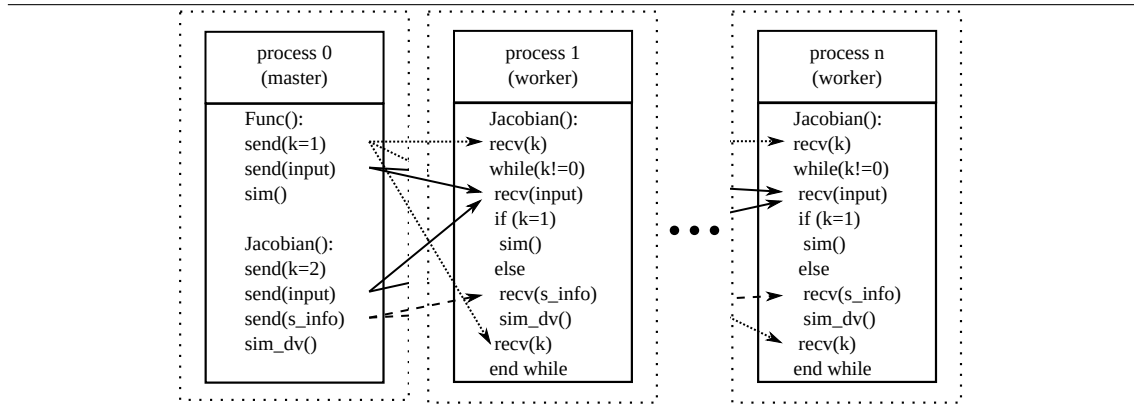 process 0
(master)
Func():
send(k=1)
send(input)
sim()
Jacobian():
send(k=2)
send(input)
send(s_info)
sim_dv()
process 1
(worker)
Jacobian():
recv(k)
while(k!=0)
recv(input)
if (k=1)
sim()
else
recv(s_info)
sim_dv()
recv(k)
end while
process n
(worker)
Jacobian():
recv(k)
while(k!=0)
recv(input)
if (k=1)
sim()
else
recv(s_info)
sim_dv()
recv(k)
end while